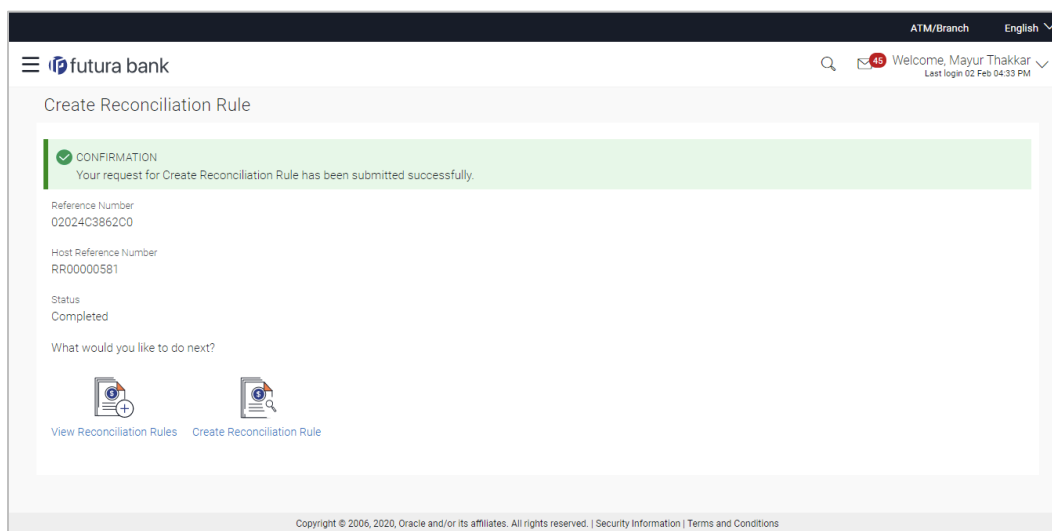 ATM/Branch English
futura bank
45
Welcome, Mayur Thakkar
Last login 02 Feb 04:33 PM
Create Reconciliation Rule
CONFIRMATION
Your request for Create Reconciliation Rule has been submitted successfully.
Reference Number
02024C3862C0
Host Reference Number
RR00000581
Status
Completed
What would you like to do next?
View Reconciliation Rules Create Reconciliation Rule
Copyright © 2006, 2020, Oracle and/or its affiliates. All rights reserved. | Security Information | Terms and Conditions